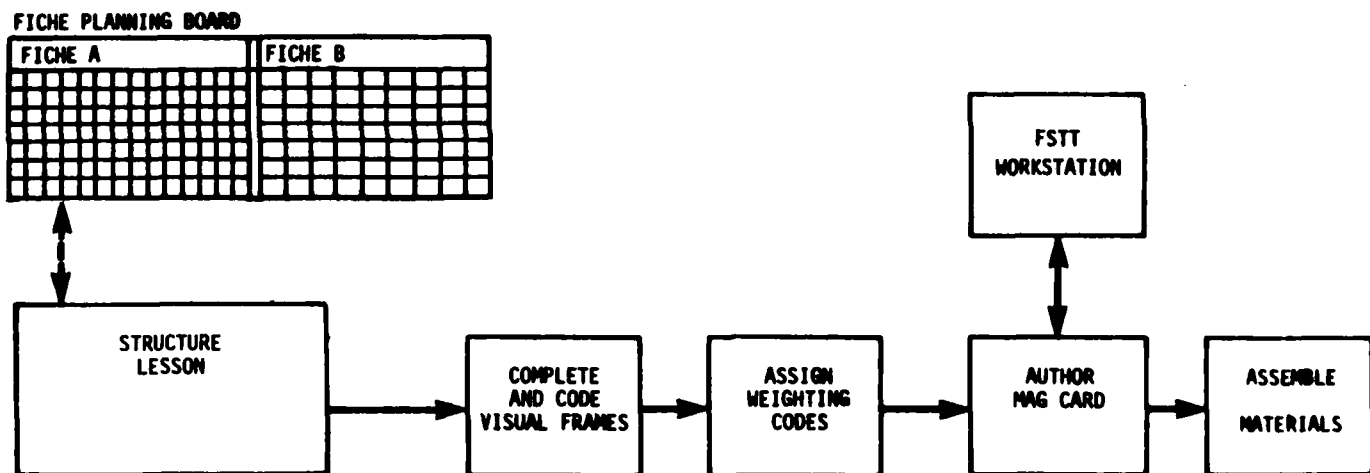 FICHE PLANNING BOARD
FICHE A
FICHE B
FSTT
WORKSTATION
STRUCTURE
LESSON
COMPLETE
AND CODE
VISUAL FRAMES
ASSIGN
WEIGHTING
CODES
AUTHOR
MAG CARD
ASSEMBLE
MATERIALS